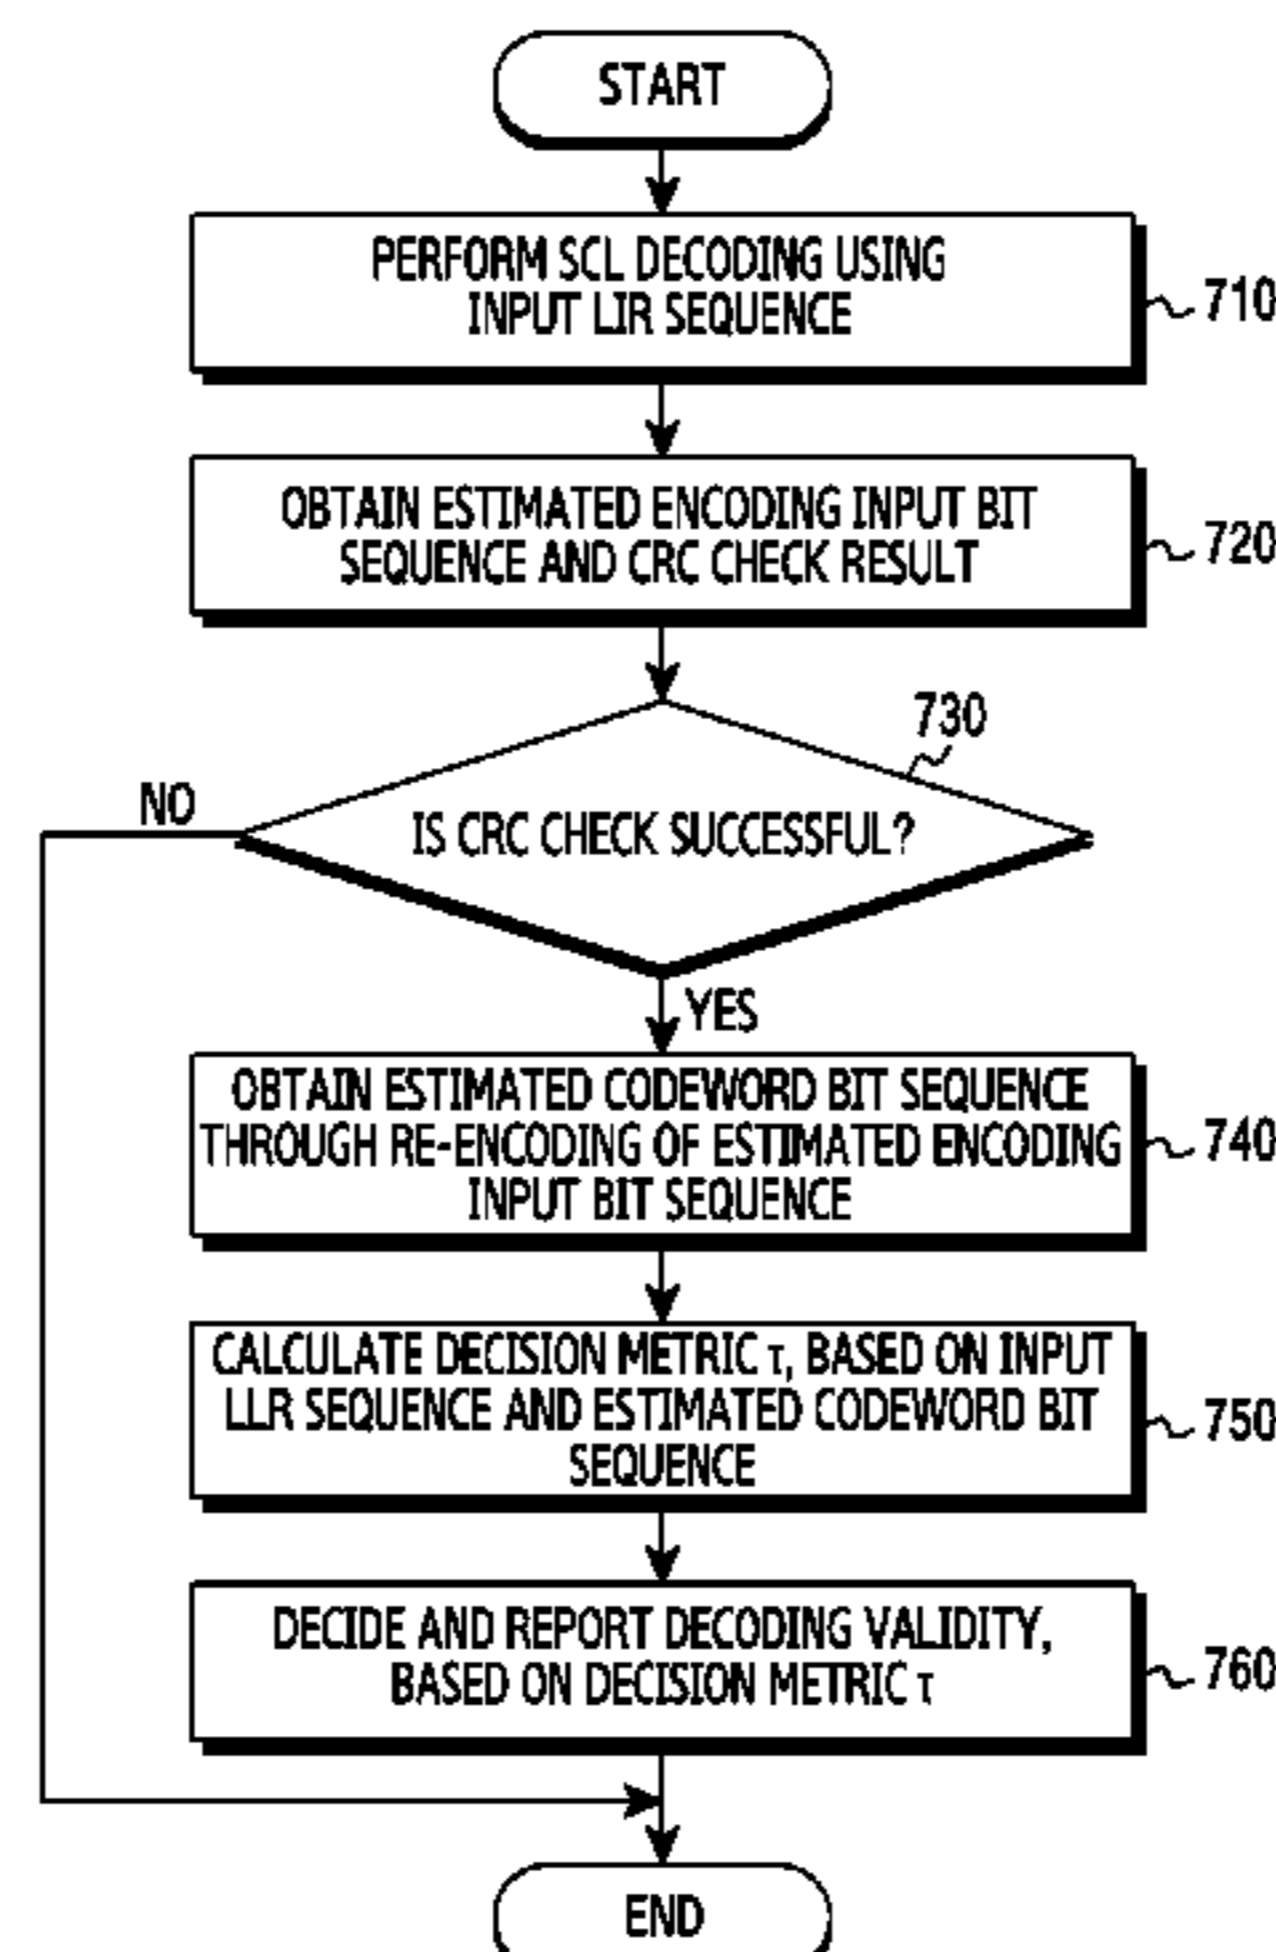 START
PERFORM SCL DECODING USING
INPUT LIR SEQUENCE
710
OBTAIN ESTIMATED ENCODING INPUT BIT
SEQUENCE AND CRC CHECK RESULT
720
730
NO
IS CRC CHECK SUCCESSFUL?
YES
OBTAIN ESTIMATED CODEWORD BIT SEQUENCE
THROUGH RE-ENCODING OF ESTIMATED ENCODING
INPUT BIT SEQUENCE
740
CALCULATE DECISION METRIC τ, BASED ON INPUT
LLR SEQUENCE AND ESTIMATED CODEWORD BIT
SEQUENCE
750
DECIDE AND REPORT DECODING VALIDITY,
BASED ON DECISION METRIC τ
760
END